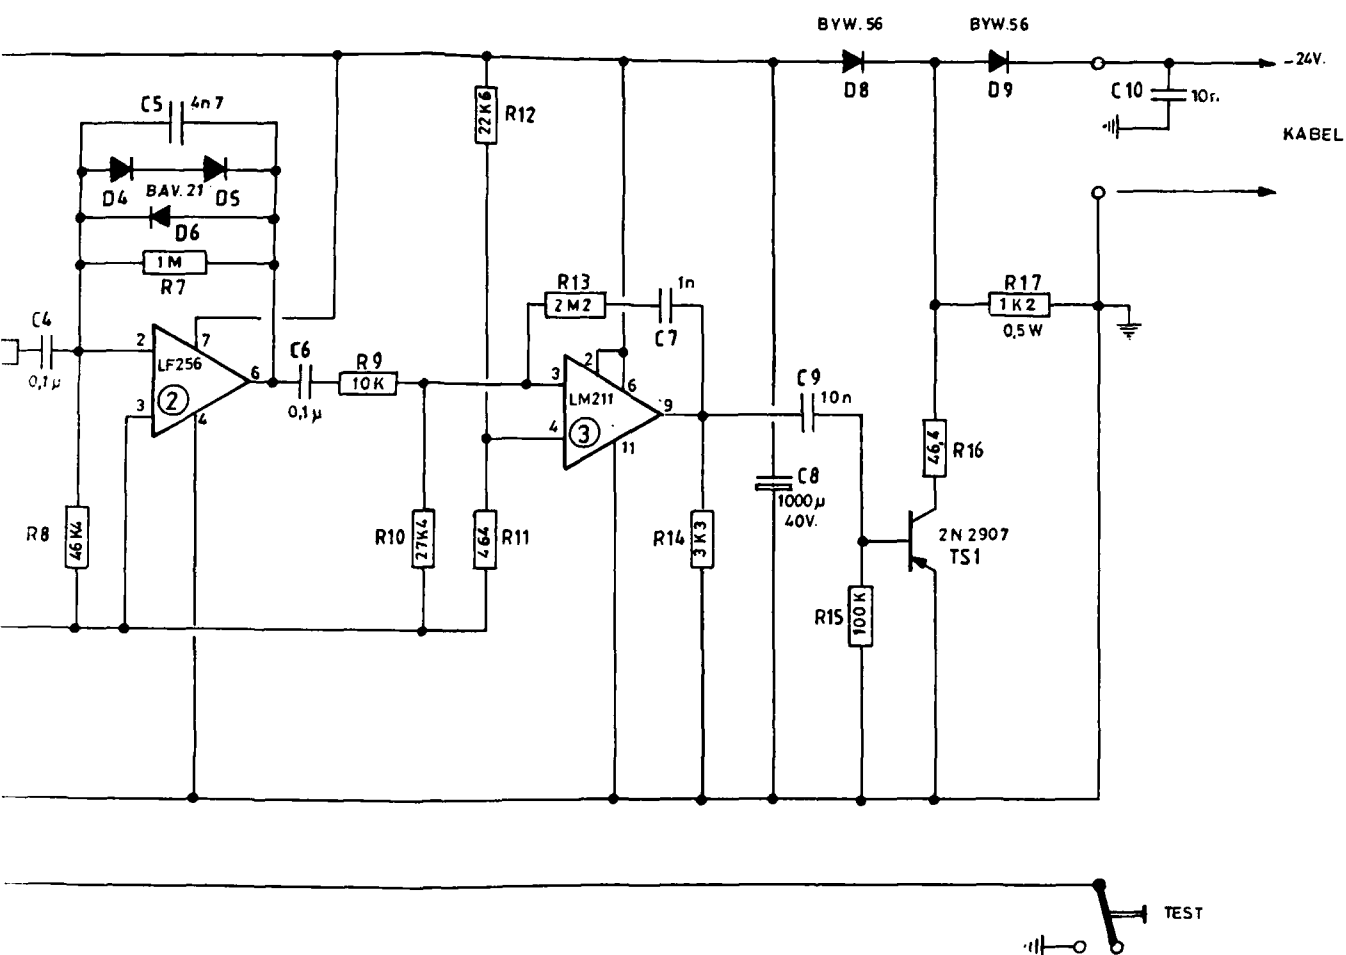 BYW.56
BYW.56
D8
D9
-24V.
C10
KABEL
C5
4n7
22K6
R12
D4
BAV.21
D5
D6
1M
R7
R13
2M2
1n
C7
R17
1K2
0,5W
C4
0,1µ
2
7
LF256
6
3
2
4
C6
0,1µ
R9
10K
3
2
LM211
6
9
4
3
11
C9
10n
46,4
R16
C8
1000µ
40V.
R8
46K4
R10
27K4
464
R11
R14
3K3
2N2907
TS1
R15
100K
TEST